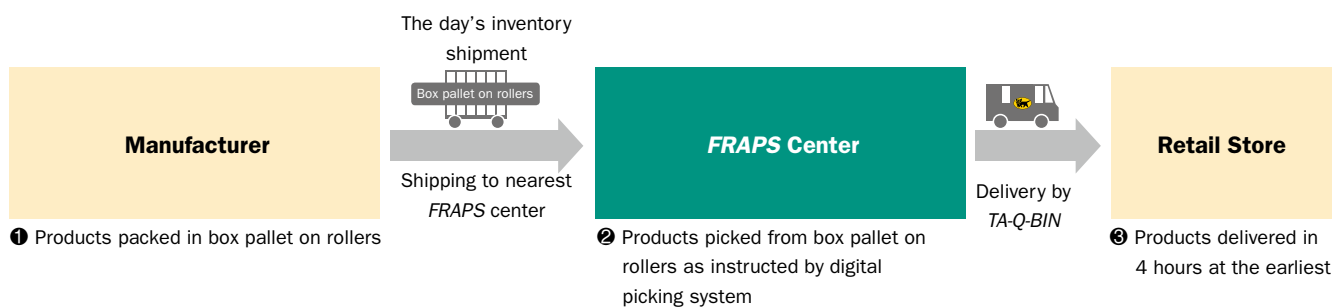 The day's inventory
shipment
Box pallet on rollers
Manufacturer
Shipping to nearest
FRAPS center
FRAPS Center
Delivery by
TA-Q-BIN
Retail Store
❶ Products packed in box pallet on rollers
❷ Products picked from box pallet on
rollers as instructed by digital
picking system
❸ Products delivered in
4 hours at the earliest